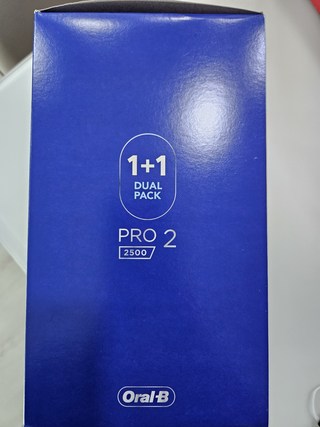 1+1
DUAL
PACK
PRO 2
2500
Oral-B